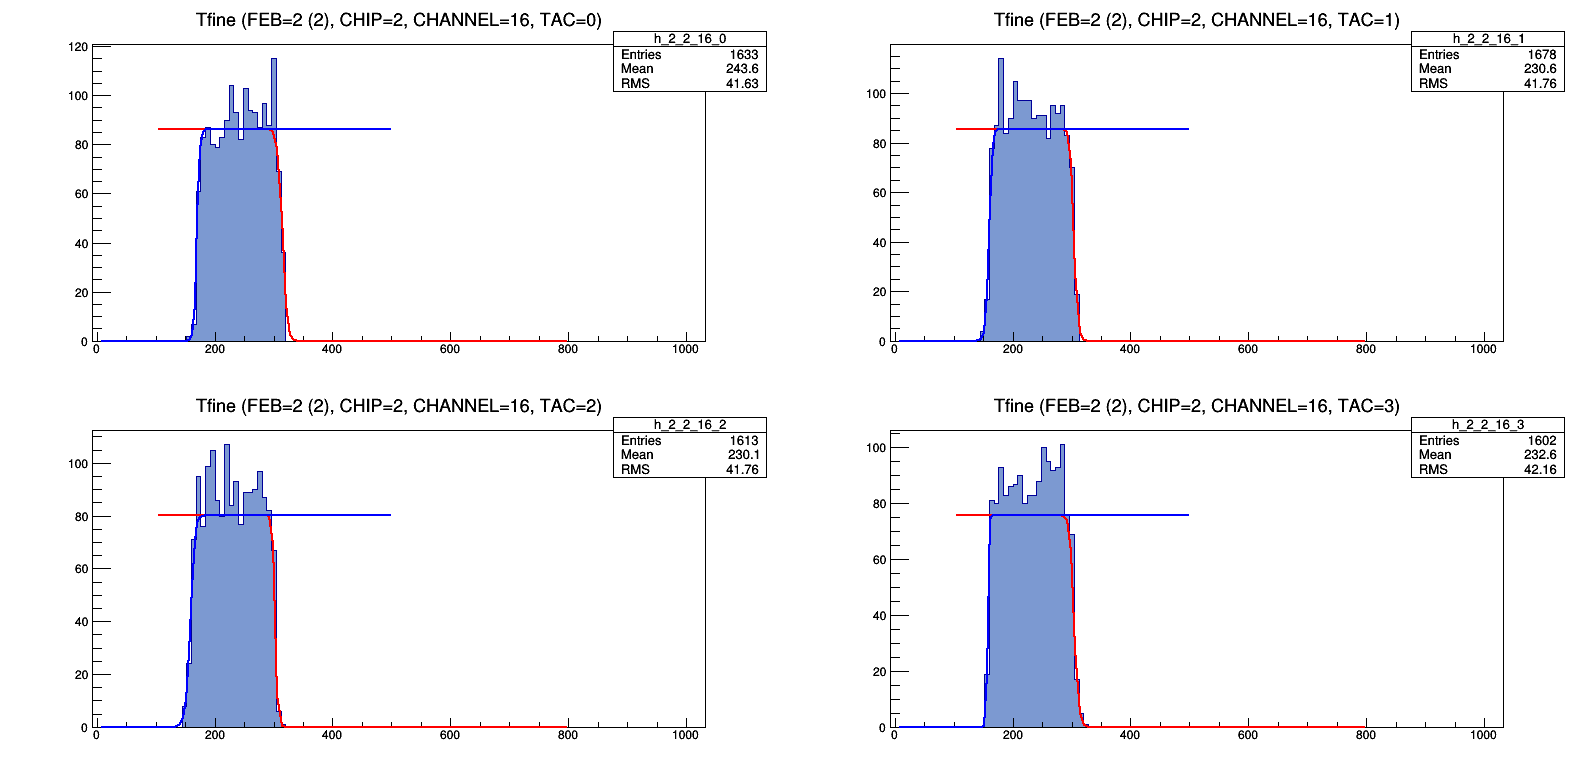 Tfine (FEB=2 (2), CHIP=2, CHANNEL=16, TAC=0)
h_2_2_16_0
Entries 1633
Mean 243.6
RMS 41.63
120
100
80
60
40
20
0
0 200 400 600 800 1000
Tfine (FEB=2 (2), CHIP=2, CHANNEL=16, TAC=1)
h_2_2_16_1
Entries 1678
Mean 230.6
RMS 41.76
100
80
60
40
20
0
0 200 400 600 800 1000
Tfine (FEB=2 (2), CHIP=2, CHANNEL=16, TAC=2)
h_2_2_16_2
Entries 1613
Mean 230.1
RMS 41.76
100
80
60
40
20
0
0 200 400 600 800 1000
Tfine (FEB=2 (2), CHIP=2, CHANNEL=16, TAC=3)
h_2_2_16_3
Entries 1602
Mean 232.6
RMS 42.16
100
80
60
40
20
0
0 200 400 600 800 1000